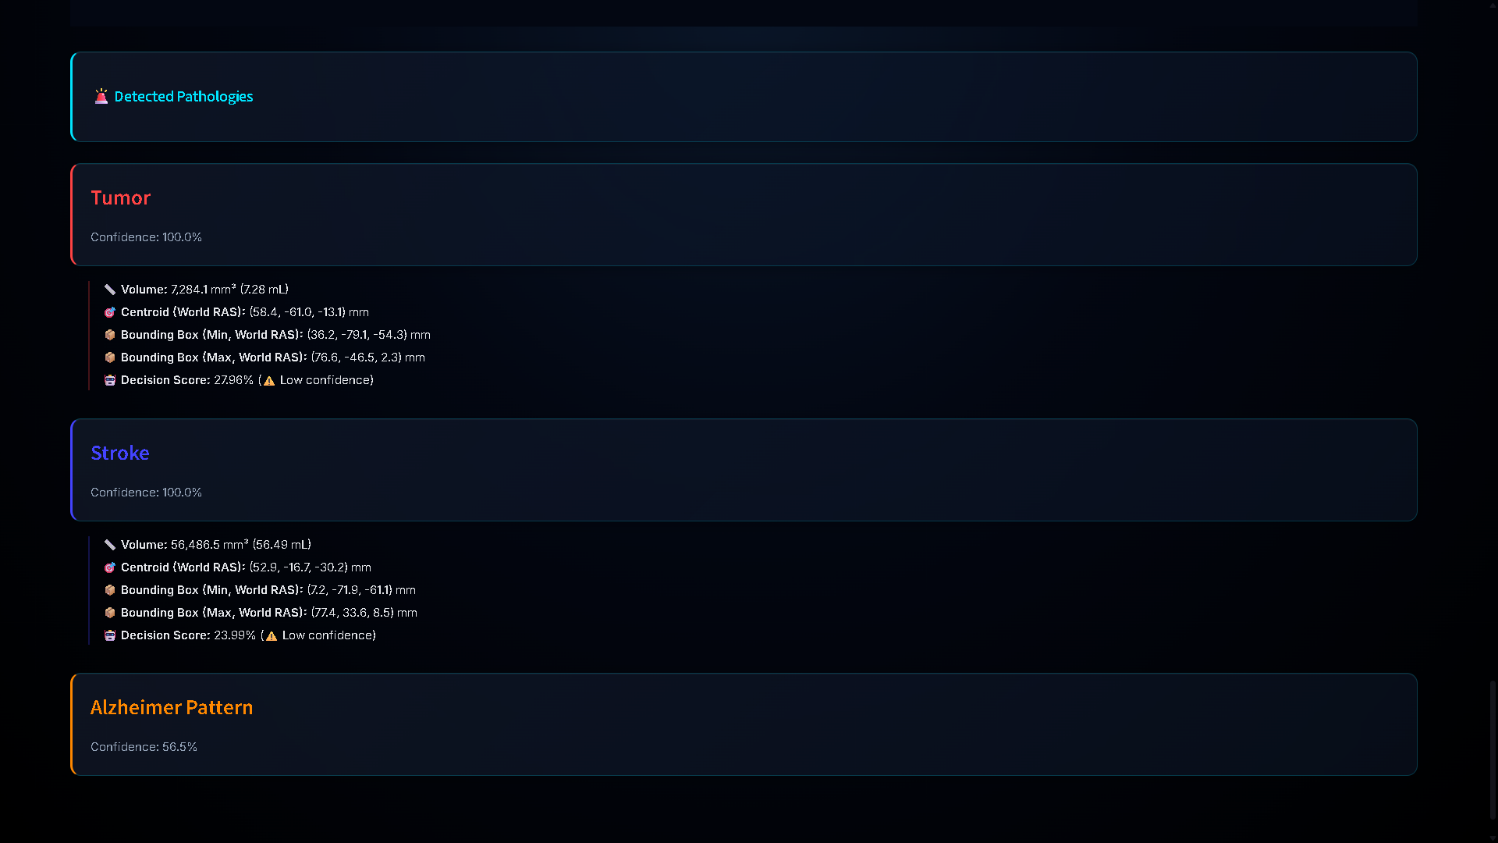 🚨 Detected Pathologies
Tumor
Confidence: 100.0%
📏 Volume: 7,284.1 mm³ (7.28 mL)
🎯 Centroid (World RAS): (58.4, -61.0, -13.1) mm
📦 Bounding Box (Min, World RAS): (36.2, -79.1, -54.3) mm
📦 Bounding Box (Max, World RAS): (76.6, -46.5, 2.3) mm
🤖 Decision Score: 27.96% (⚠️ Low confidence)
Stroke
Confidence: 100.0%
📏 Volume: 56,486.5 mm³ (56.49 mL)
🎯 Centroid (World RAS): (52.9, -16.7, -30.2) mm
📦 Bounding Box (Min, World RAS): (7.2, -71.9, -61.1) mm
📦 Bounding Box (Max, World RAS): (77.4, 33.6, 8.5) mm
🤖 Decision Score: 23.99% (⚠️ Low confidence)
Alzheimer Pattern
Confidence: 56.5%